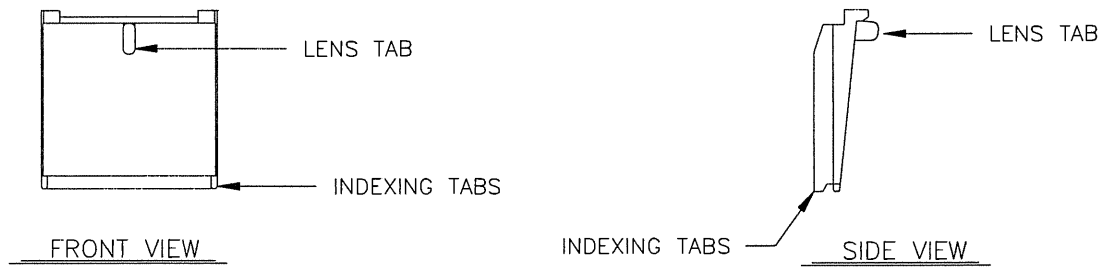 LENS TAB
LENS TAB
INDEXING TABS
INDEXING TABS
FRONT VIEW
SIDE VIEW